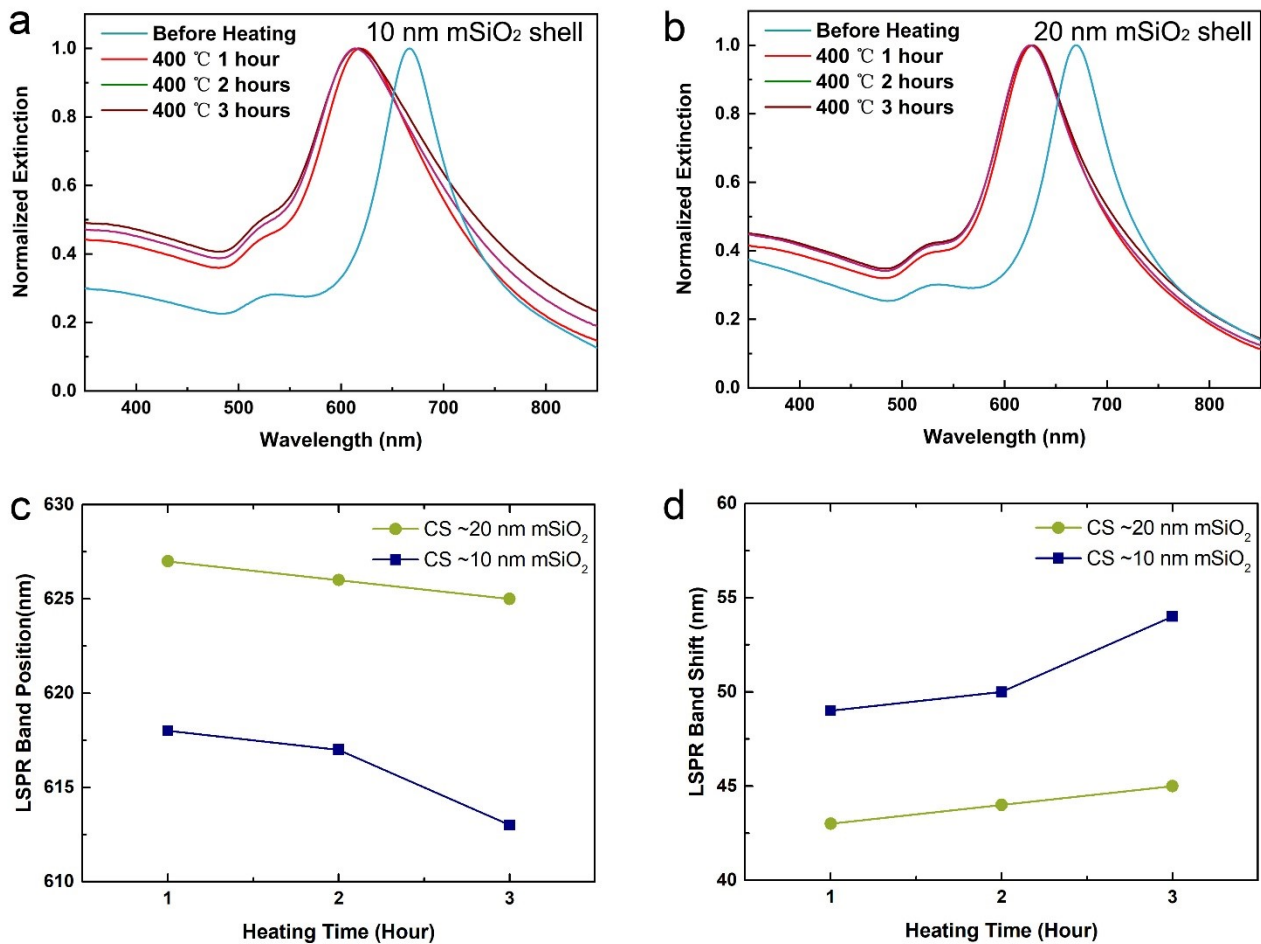 a
10 nm mSiO₂ shell
Before Heating
400 ℃ 1 hour
400 ℃ 2 hours
400 ℃ 3 hours
1.0
0.8
0.6
0.4
0.2
0.0
Normalized Extinction
400 500 600 700 800
Wavelength (nm)
b
20 nm mSiO₂ shell
Before Heating
400 ℃ 1 hour
400 ℃ 2 hours
400 ℃ 3 hours
1.0
0.8
0.6
0.4
0.2
0.0
Normalized Extinction
400 500 600 700 800
Wavelength (nm)
c
CS ~20 nm mSiO₂
CS ~10 nm mSiO₂
630
625
620
615
610
LSPR Band Position(nm)
1 2 3
Heating Time (Hour)
d
CS ~20 nm mSiO₂
CS ~10 nm mSiO₂
60
55
50
45
40
LSPR Band Shift (nm)
1 2 3
Heating Time (Hour)